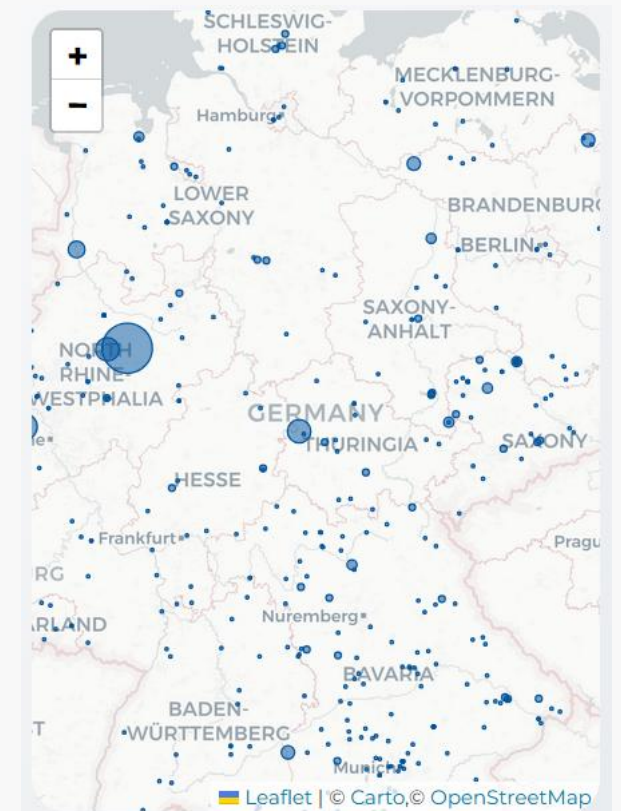 +
−
SCHLESWIG-
HOLSTEIN
MECKLENBURG-
VORPOMMERN
Hamburg
LOWER
SAXONY
BRANDENBURG
BERLIN
SAXONY-
ANHALT
NORTH
RHINE-
WESTPHALIA
GERMANY
THURINGIA
SAXONY
HESSE
Frankfurt
Pragu
RG
ARLAND
Nuremberg
BAVARIA
BADEN-
WÜRTTEMBERG
T
Munich
Leaflet | © Carto,© OpenStreetMap